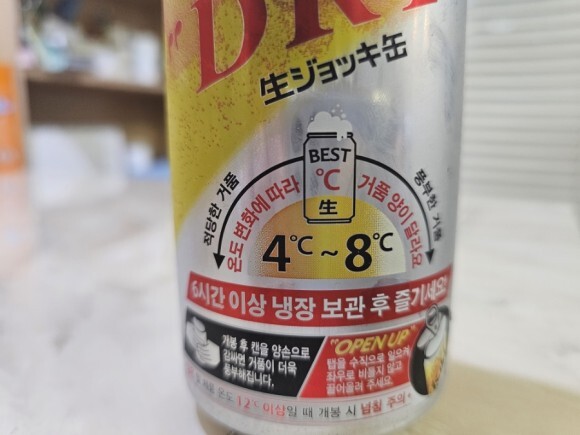 DRY
生ジョッキ缶
BEST
℃
生
적당한 거품
온도 변화에 따라
거품 양이 달라요
풍부한 거품
4℃ ~ 8℃
6시간 이상 냉장 보관 후 즐기세요!
개봉 후 캔을 양손으로
감싸면 거품이 더욱
풍부해집니다.
"OPEN UP"
탭을 수직으로 일으켜
좌우로 비틀지 말고
끌어올려 주세요.
제품 온도 12℃ 이상일 때 개봉 시 넘침 주의